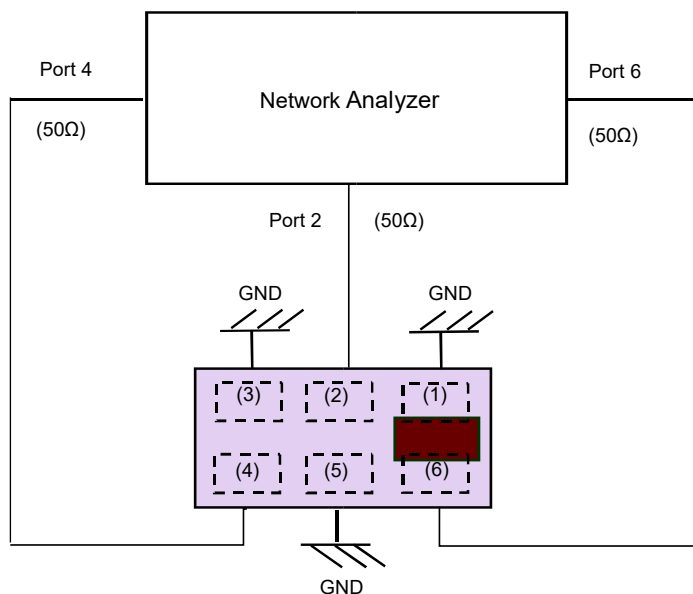 Port 4
Port 6
Network Analyzer
(50Ω)
(50Ω)
Port 2
(50Ω)
GND
GND
(3)
(2)
(1)
(4)
(5)
(6)
GND